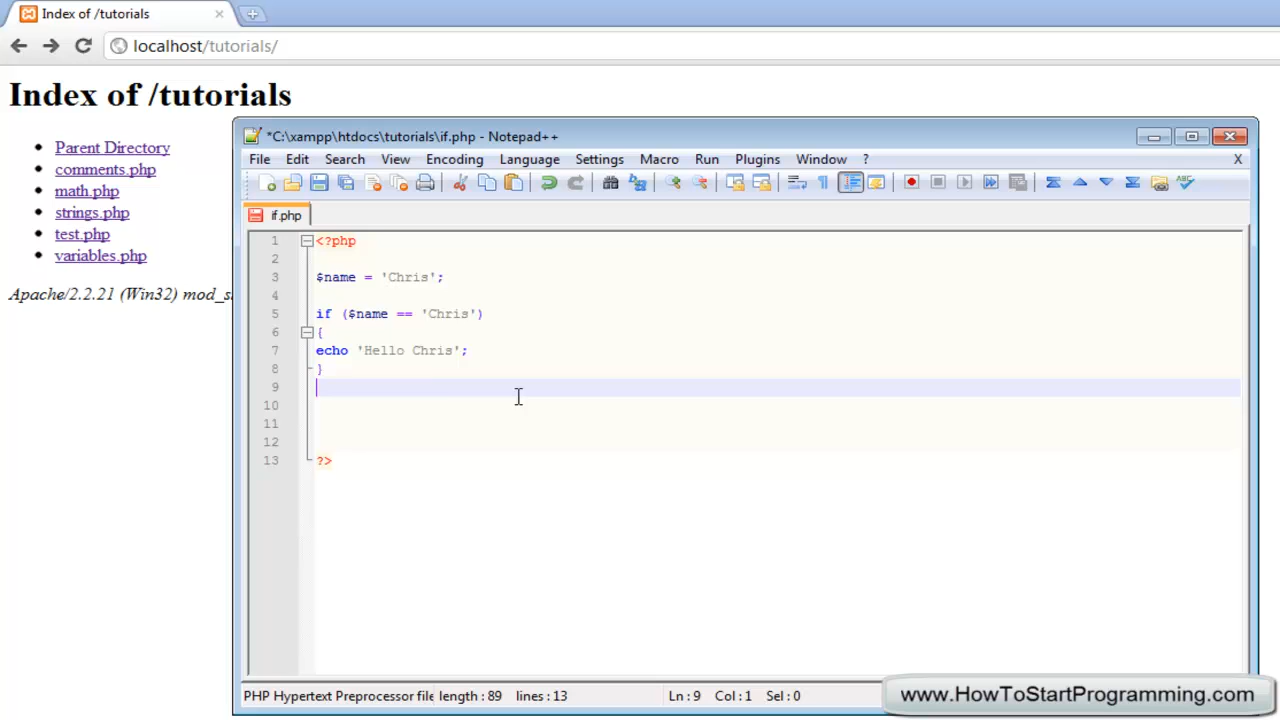 Index of /tutorials
localhost/tutorials/
Index of /tutorials
Parent Directory
comments.php
math.php
strings.php
test.php
variables.php
Apache/2.2.21 (Win32)
*C:\xampp\htdocs\tutorials\if.php - Notepad++
File Edit Search View Encoding Language Settings Macro Run Plugins Window ? X
if.php
1 <?php
2
3 $name = 'Chris';
4
5 if ($name == 'Chris')
6 {
7 echo 'Hello Chris';
8 }
9
10
11
12
13 ?>
PHP Hypertext Preprocessor file length : 89 lines : 13 Ln : 9 Col : 1 Sel : 0
www.HowToStartProgramming.com